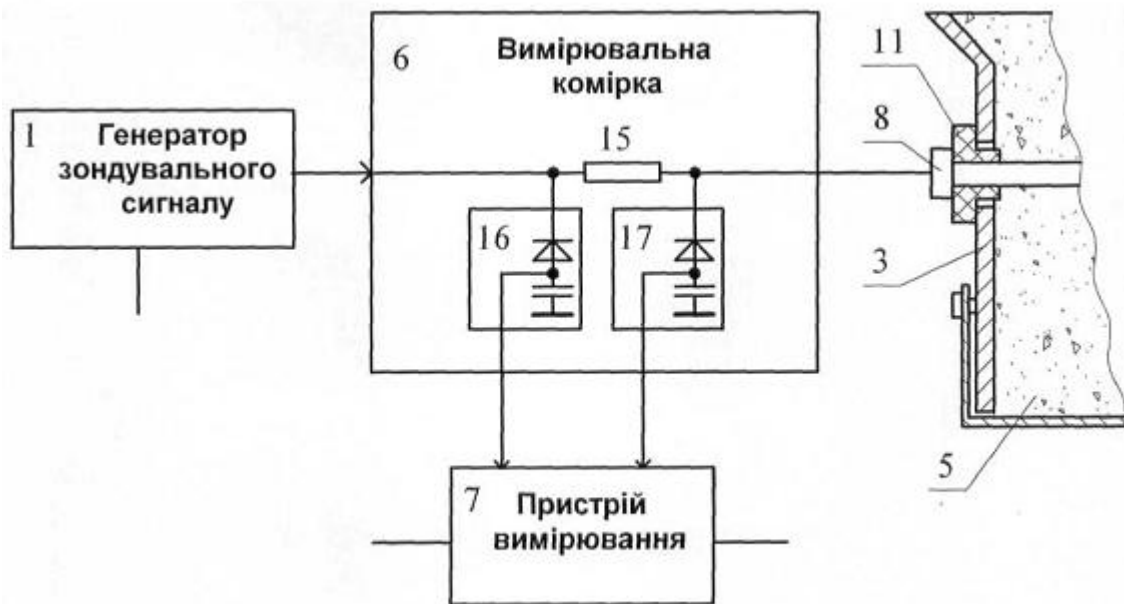 1 Генератор
зондувального
сигналу
6 Вимірювальна
комірка
15
16
17
7 Пристрій
вимірювання
11
8
3
5